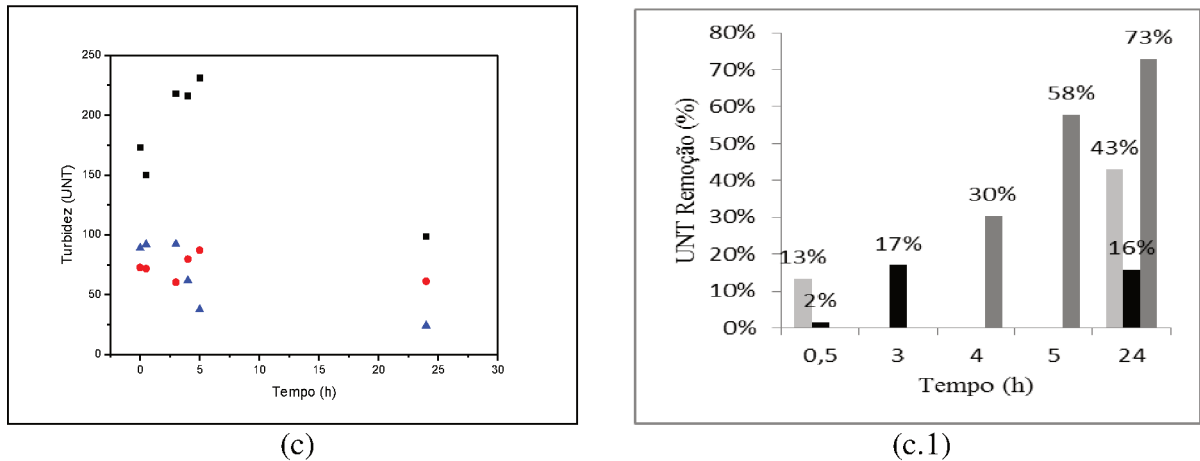 250
200
150
100
50
0
Turbidez (UNT)
0 5 10 15 20 25 30
Tempo (h)
(c)
80%
70%
60%
50%
40%
30%
20%
10%
0%
UNT Remoção (%)
13%
2%
17%
30%
58%
43%
16%
73%
0,5 3 4 5 24
Tempo (h)
(c.1)